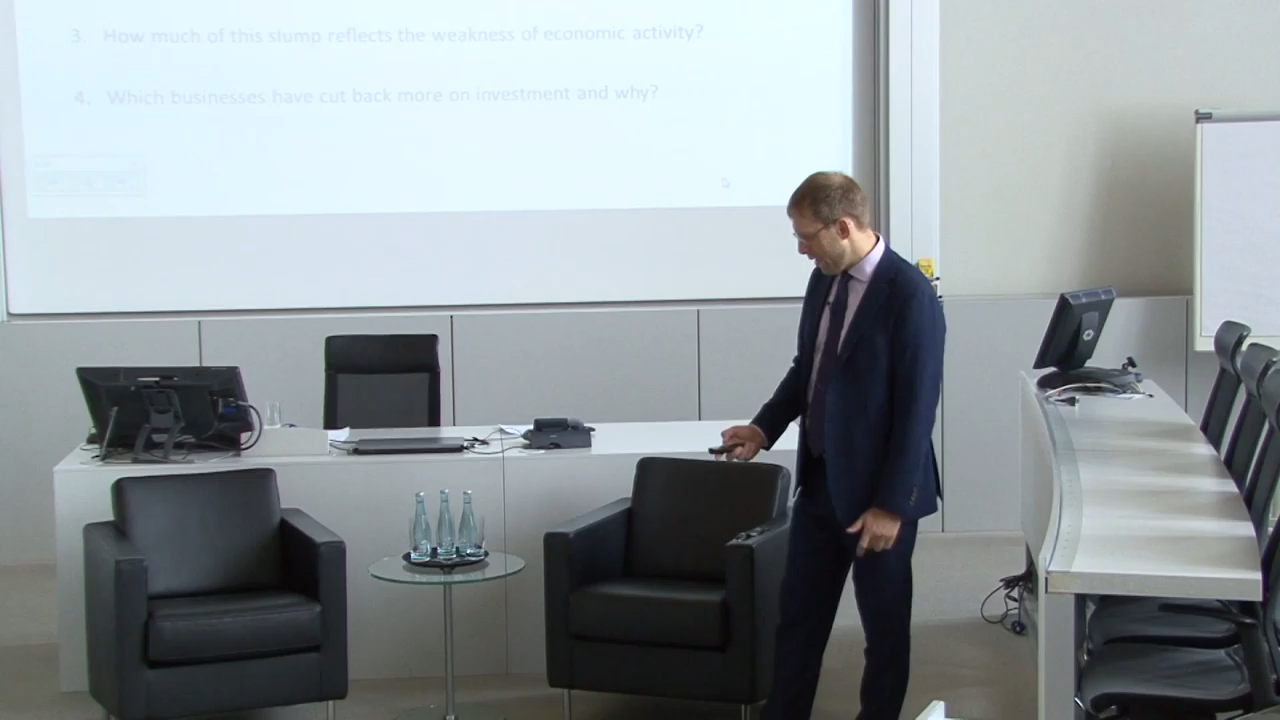 3. How much of this slump reflects the weakness of economic activity?
4. Which businesses have cut back more on investment and why?